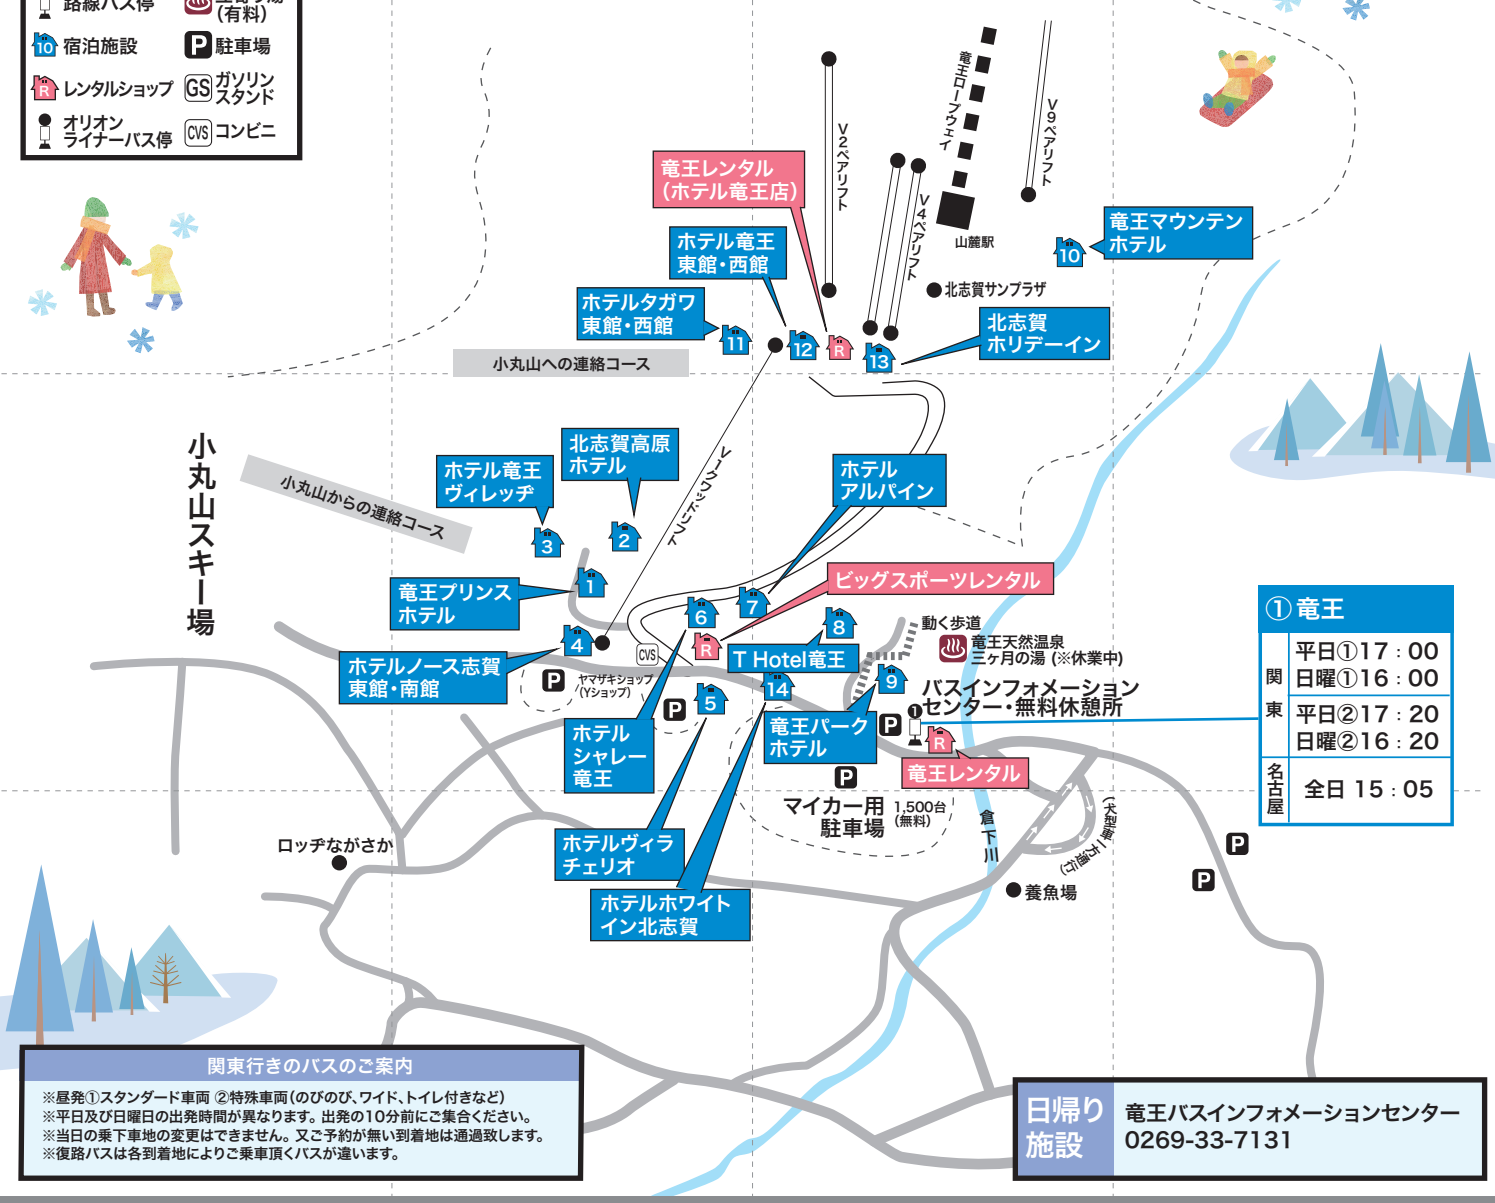 路線バス停
立寄り湯
(有料)
10 宿泊施設
P 駐車場
R レンタルショップ
GS ガソリン
スタンド
オリオン
ライナーバス停
CVS コンビニ
竜王ロープウェイ
V9ペアリフト
V2ペアリフト
V4ペアリフト
竜王レンタル
(ホテル竜王店)
山麓駅
竜王マウンテン
ホテル
10
ホテル竜王
東館・西館
北志賀サンプラザ
ホテルタガワ
東館・西館
11
12
R
13
北志賀
ホリデーイン
小丸山への連絡コース
小丸山スキー場
小丸山からの連絡コース
北志賀高原
ホテル
ホテル竜王
ヴィレッヂ
V1クワッドリフト
ホテル
アルパイン
3
2
竜王プリンス
ホテル
1
ビッグスポーツレンタル
6
7
8
動く歩道
竜王天然温泉
三ヶ月の湯 (※休業中)
4
R
CVS
T Hotel竜王
ホテルノース志賀
東館・南館
P
ヤマザキショップ
(Yショップ)
P
5
14
9
バスインフォメーション
センター・無料休憩所
1
P
R
ホテル
シャレー
竜王
竜王パーク
ホテル
竜王レンタル
① 竜王
関東
平日①17：00
日曜①16：00
平日②17：20
日曜②16：20
名古屋
全日 15：05
P
マイカー用
駐車場
1,500台
(無料)
倉下川
(大型車一方通行)
ロッヂながさか
ホテルヴィラ
チェリオ
P
P
ホテルホワイト
イン北志賀
養魚場
関東行きのバスのご案内
※昼発①スタンダード車両 ②特殊車両(のびのび、ワイド、トイレ付きなど)
※平日及び日曜日の出発時間が異なります。出発の10分前にご集合ください。
※当日の乗下車地の変更はできません。又ご予約が無い到着地は通過致します。
※復路バスは各到着地によりご乗車頂くバスが違います。
日帰り
施設
竜王バスインフォメーションセンター
0269-33-7131